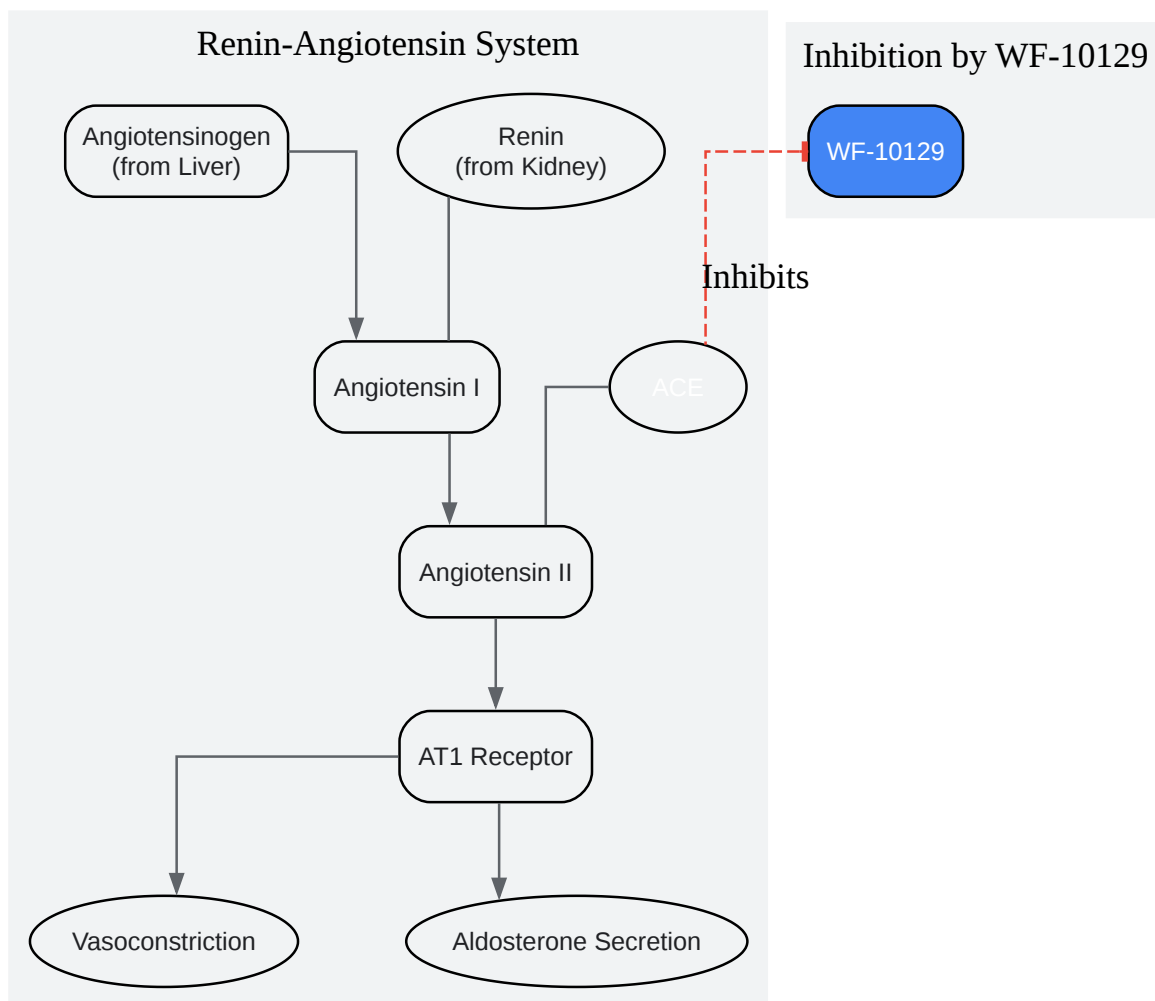 Renin-Angiotensin System
Inhibition by WF-10129
Angiotensinogen
(from Liver)
Renin
(from Kidney)
WF-10129
Inhibits
Angiotensin I
ACE
Angiotensin II
AT1 Receptor
Vasoconstriction
Aldosterone Secretion